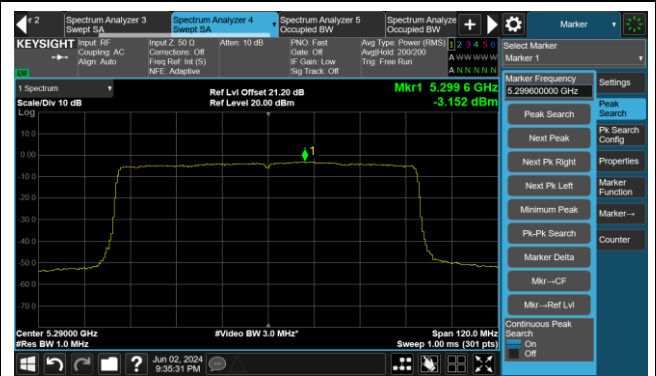 r 2
Spectrum Analyzer 3
Swept SA
Spectrum Analyzer 4
Swept SA
Spectrum Analyzer 5
Occupied BW
Spectrum Analyze
Occupied BW
Marker
KEYSIGHT
Input: RF
Coupling: AC
Align: Auto
Input Z: 50 Ω
Corrections: Off
Freq Ref: Int (S)
NFE: Adaptive
Atten: 10 dB
PNO: Fast
Gate: Off
IF Gain: Low
Sig Track: Off
Avg Type: Power (RMS)
Avg|Hold: 200/200
Trig: Free Run
1 2 3 4 5 6
A W W W W W
A N N N N N
Select Marker
Marker 1
1 Spectrum
Scale/Div 10 dB
Log
Ref Lvl Offset 21.20 dB
Ref Level 20.00 dBm
Mkr1 5.299 6 GHz
-3.152 dBm
10.0
0.00
-10.0
-20.0
-30.0
-40.0
-50.0
-60.0
-70.0
1
Center 5.29000 GHz
#Res BW 1.0 MHz
#Video BW 3.0 MHz*
Span 120.0 MHz
Sweep 1.00 ms (301 pts)
Marker Frequency
5.299600000 GHz
Peak Search
Next Peak
Next Pk Right
Next Pk Left
Minimum Peak
Pk-Pk Search
Marker Delta
Mkr→CF
Mkr→Ref Lvl
Continuous Peak
Search
On
Off
Settings
Peak
Search
Pk Search
Config
Properties
Marker
Function
Marker→
Counter
?
Jun 02, 2024
9:35:31 PM